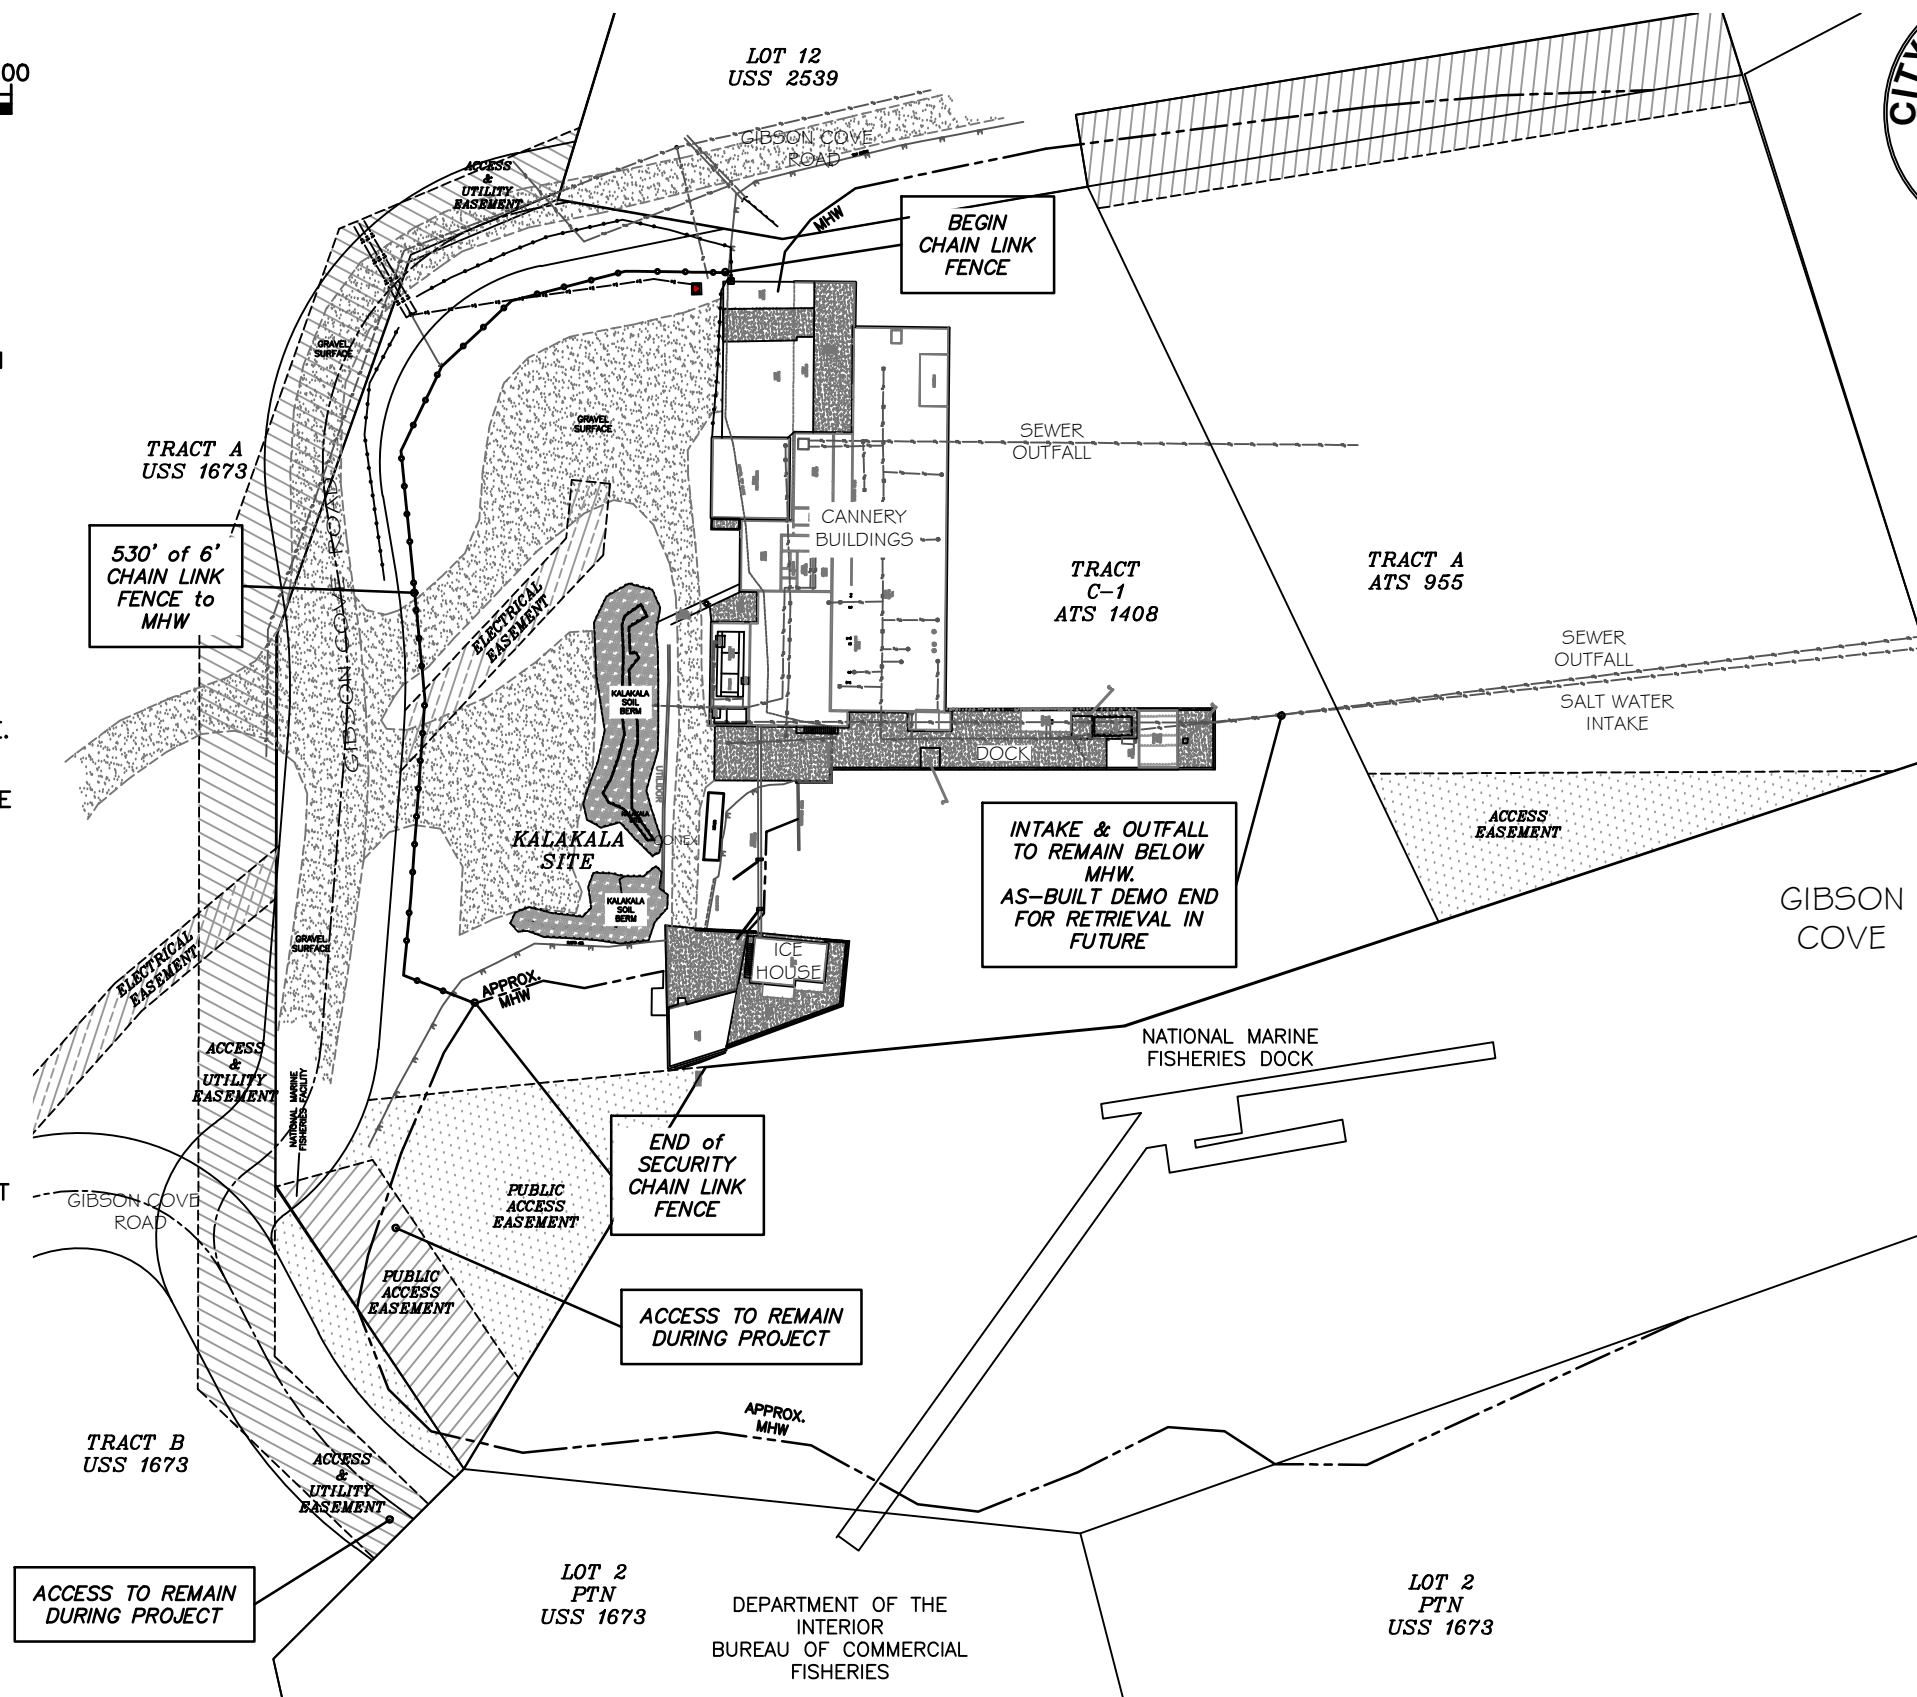 00
LOT 12
USS 2539
CITY
GIBSON COVE
ROAD
ACCESS
&
UTILITY
EASEMENT
MHW
BEGIN
CHAIN LINK
FENCE
GRAVEL
SURFACE
GRAVEL
SURFACE
TRACT A
USS 1673
SEWER
OUTFALL
GIBSON COVE ROAD
CANNERY
BUILDINGS
530' of 6'
CHAIN LINK
FENCE to
MHW
TRACT
C-1
ATS 1408
TRACT A
ATS 955
ELECTRICAL
EASEMENT
SEWER
OUTFALL
SALT WATER
INTAKE
KALAKALA
SOIL
BERM
UTILIDOR
DOCK
E
KALAKALA
SITE
CONEX
INTAKE & OUTFALL
TO REMAIN BELOW
MHW.
AS-BUILT DEMO END
FOR RETRIEVAL IN
FUTURE
ACCESS
EASEMENT
KALAKALA
SOIL
BERM
GIBSON
COVE
GRAVEL
SURFACE
ELECTRICAL
EASEMENT
ICE
HOUSE
APPROX.
MHW
NATIONAL MARINE
FISHERIES DOCK
ACCESS
&
UTILITY
EASEMENT
NATIONAL MARINE
FISHERIES FACILITY
END of
SECURITY
CHAIN LINK
FENCE
T
GIBSON COVE
ROAD
PUBLIC
ACCESS
EASEMENT
PUBLIC
ACCESS
EASEMENT
ACCESS TO REMAIN
DURING PROJECT
APPROX.
MHW
TRACT B
USS 1673
ACCESS
&
UTILITY
EASEMENT
ACCESS TO REMAIN
DURING PROJECT
LOT 2
PTN
USS 1673
DEPARTMENT OF THE
INTERIOR
BUREAU OF COMMERCIAL
FISHERIES
LOT 2
PTN
USS 1673